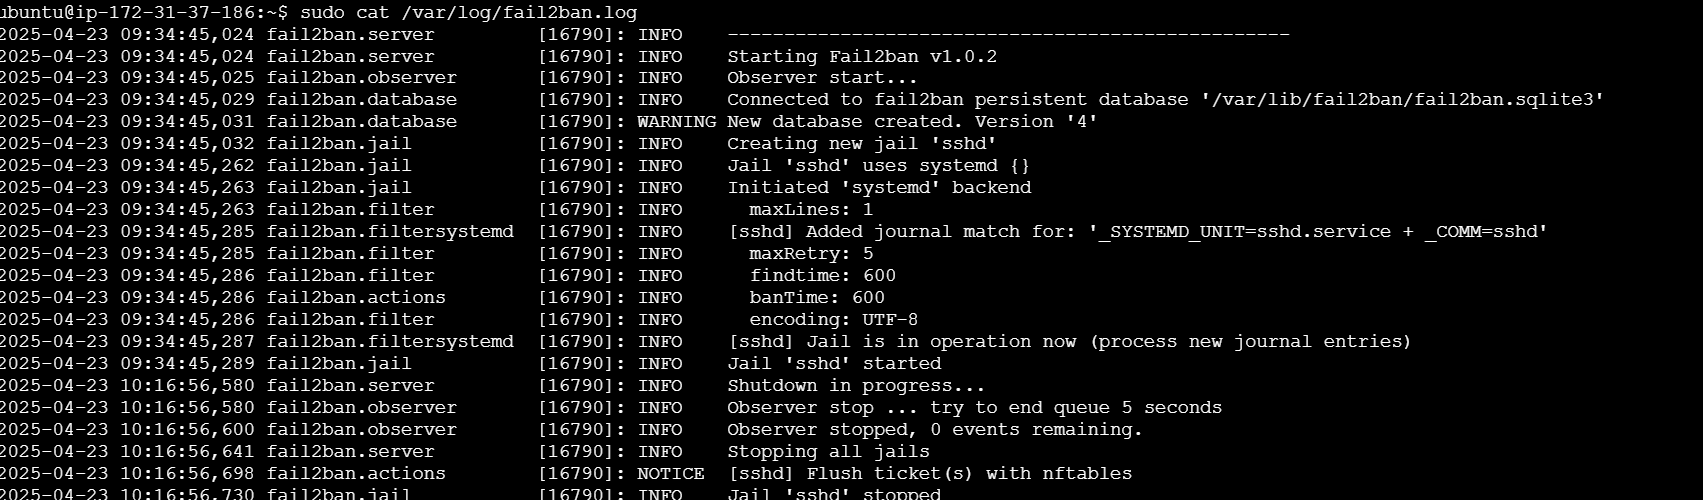 ubuntu@ip-172-31-37-186:~$ sudo cat /var/log/fail2ban.log
2025-04-23 09:34:45,024 fail2ban.server         [16790]: INFO    --------------------------------------------------
2025-04-23 09:34:45,024 fail2ban.server         [16790]: INFO    Starting Fail2ban v1.0.2
2025-04-23 09:34:45,025 fail2ban.observer       [16790]: INFO    Observer start...
2025-04-23 09:34:45,029 fail2ban.database       [16790]: INFO    Connected to fail2ban persistent database '/var/lib/fail2ban/fail2ban.sqlite3'
2025-04-23 09:34:45,031 fail2ban.database       [16790]: WARNING New database created. Version '4'
2025-04-23 09:34:45,032 fail2ban.jail           [16790]: INFO    Creating new jail 'sshd'
2025-04-23 09:34:45,262 fail2ban.jail           [16790]: INFO    Jail 'sshd' uses systemd {}
2025-04-23 09:34:45,263 fail2ban.jail           [16790]: INFO    Initiated 'systemd' backend
2025-04-23 09:34:45,263 fail2ban.filter         [16790]: INFO      maxLines: 1
2025-04-23 09:34:45,285 fail2ban.filtersystemd  [16790]: INFO    [sshd] Added journal match for: '_SYSTEMD_UNIT=sshd.service + _COMM=sshd'
2025-04-23 09:34:45,285 fail2ban.filter         [16790]: INFO      maxRetry: 5
2025-04-23 09:34:45,286 fail2ban.filter         [16790]: INFO      findtime: 600
2025-04-23 09:34:45,286 fail2ban.actions        [16790]: INFO      banTime: 600
2025-04-23 09:34:45,286 fail2ban.filter         [16790]: INFO      encoding: UTF-8
2025-04-23 09:34:45,287 fail2ban.filtersystemd  [16790]: INFO    [sshd] Jail is in operation now (process new journal entries)
2025-04-23 09:34:45,289 fail2ban.jail           [16790]: INFO    Jail 'sshd' started
2025-04-23 10:16:56,580 fail2ban.server         [16790]: INFO    Shutdown in progress...
2025-04-23 10:16:56,580 fail2ban.observer       [16790]: INFO    Observer stop ... try to end queue 5 seconds
2025-04-23 10:16:56,600 fail2ban.observer       [16790]: INFO    Observer stopped, 0 events remaining.
2025-04-23 10:16:56,641 fail2ban.server         [16790]: INFO    Stopping all jails
2025-04-23 10:16:56,698 fail2ban.actions        [16790]: NOTICE  [sshd] Flush ticket(s) with nftables
2025-04-23 10:16:56,730 fail2ban.jail           [16790]: INFO    Jail 'sshd' stopped